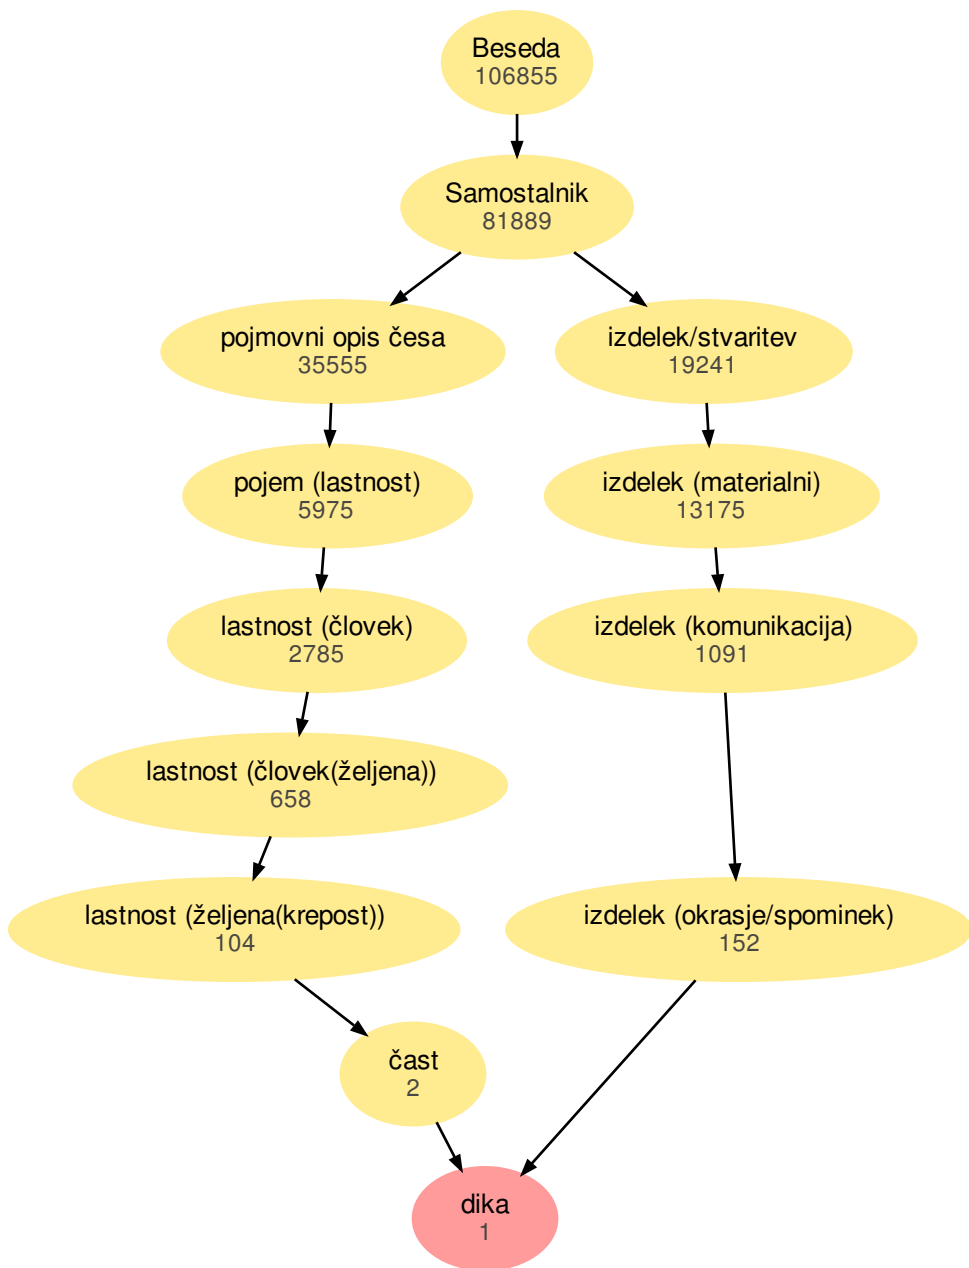 Beseda
106855
Samostalnik
81889
pojmovni opis česa
35555
izdelek/stvaritev
19241
pojem (lastnost)
5975
izdelek (materialni)
13175
lastnost (človek)
2785
izdelek (komunikacija)
1091
lastnost (človek(željena))
658
lastnost (željena(krepost))
104
izdelek (okrasje/spominek)
152
čast
2
dika
1